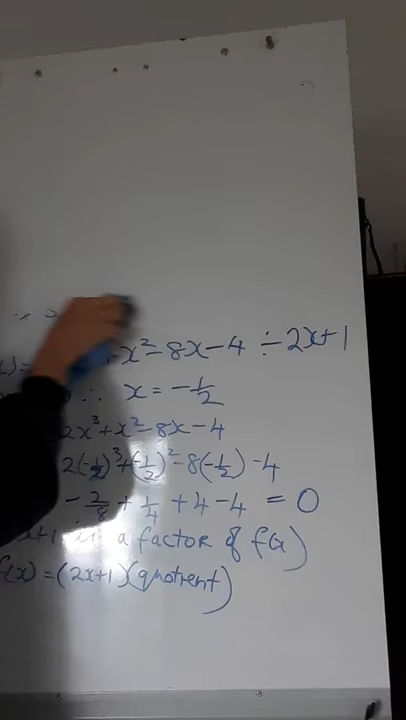 x² - 8x - 4 ÷ 2x + 1
∴ x = - 1/2
2x³ + x² - 8x - 4
2(-1/2)³ + (-1/2)² - 8(-1/2) - 4
- 2/8 + 1/4 + 4 - 4 = 0
x+1 is a factor of f(x)
f(x) = (2x+1)(quotient)